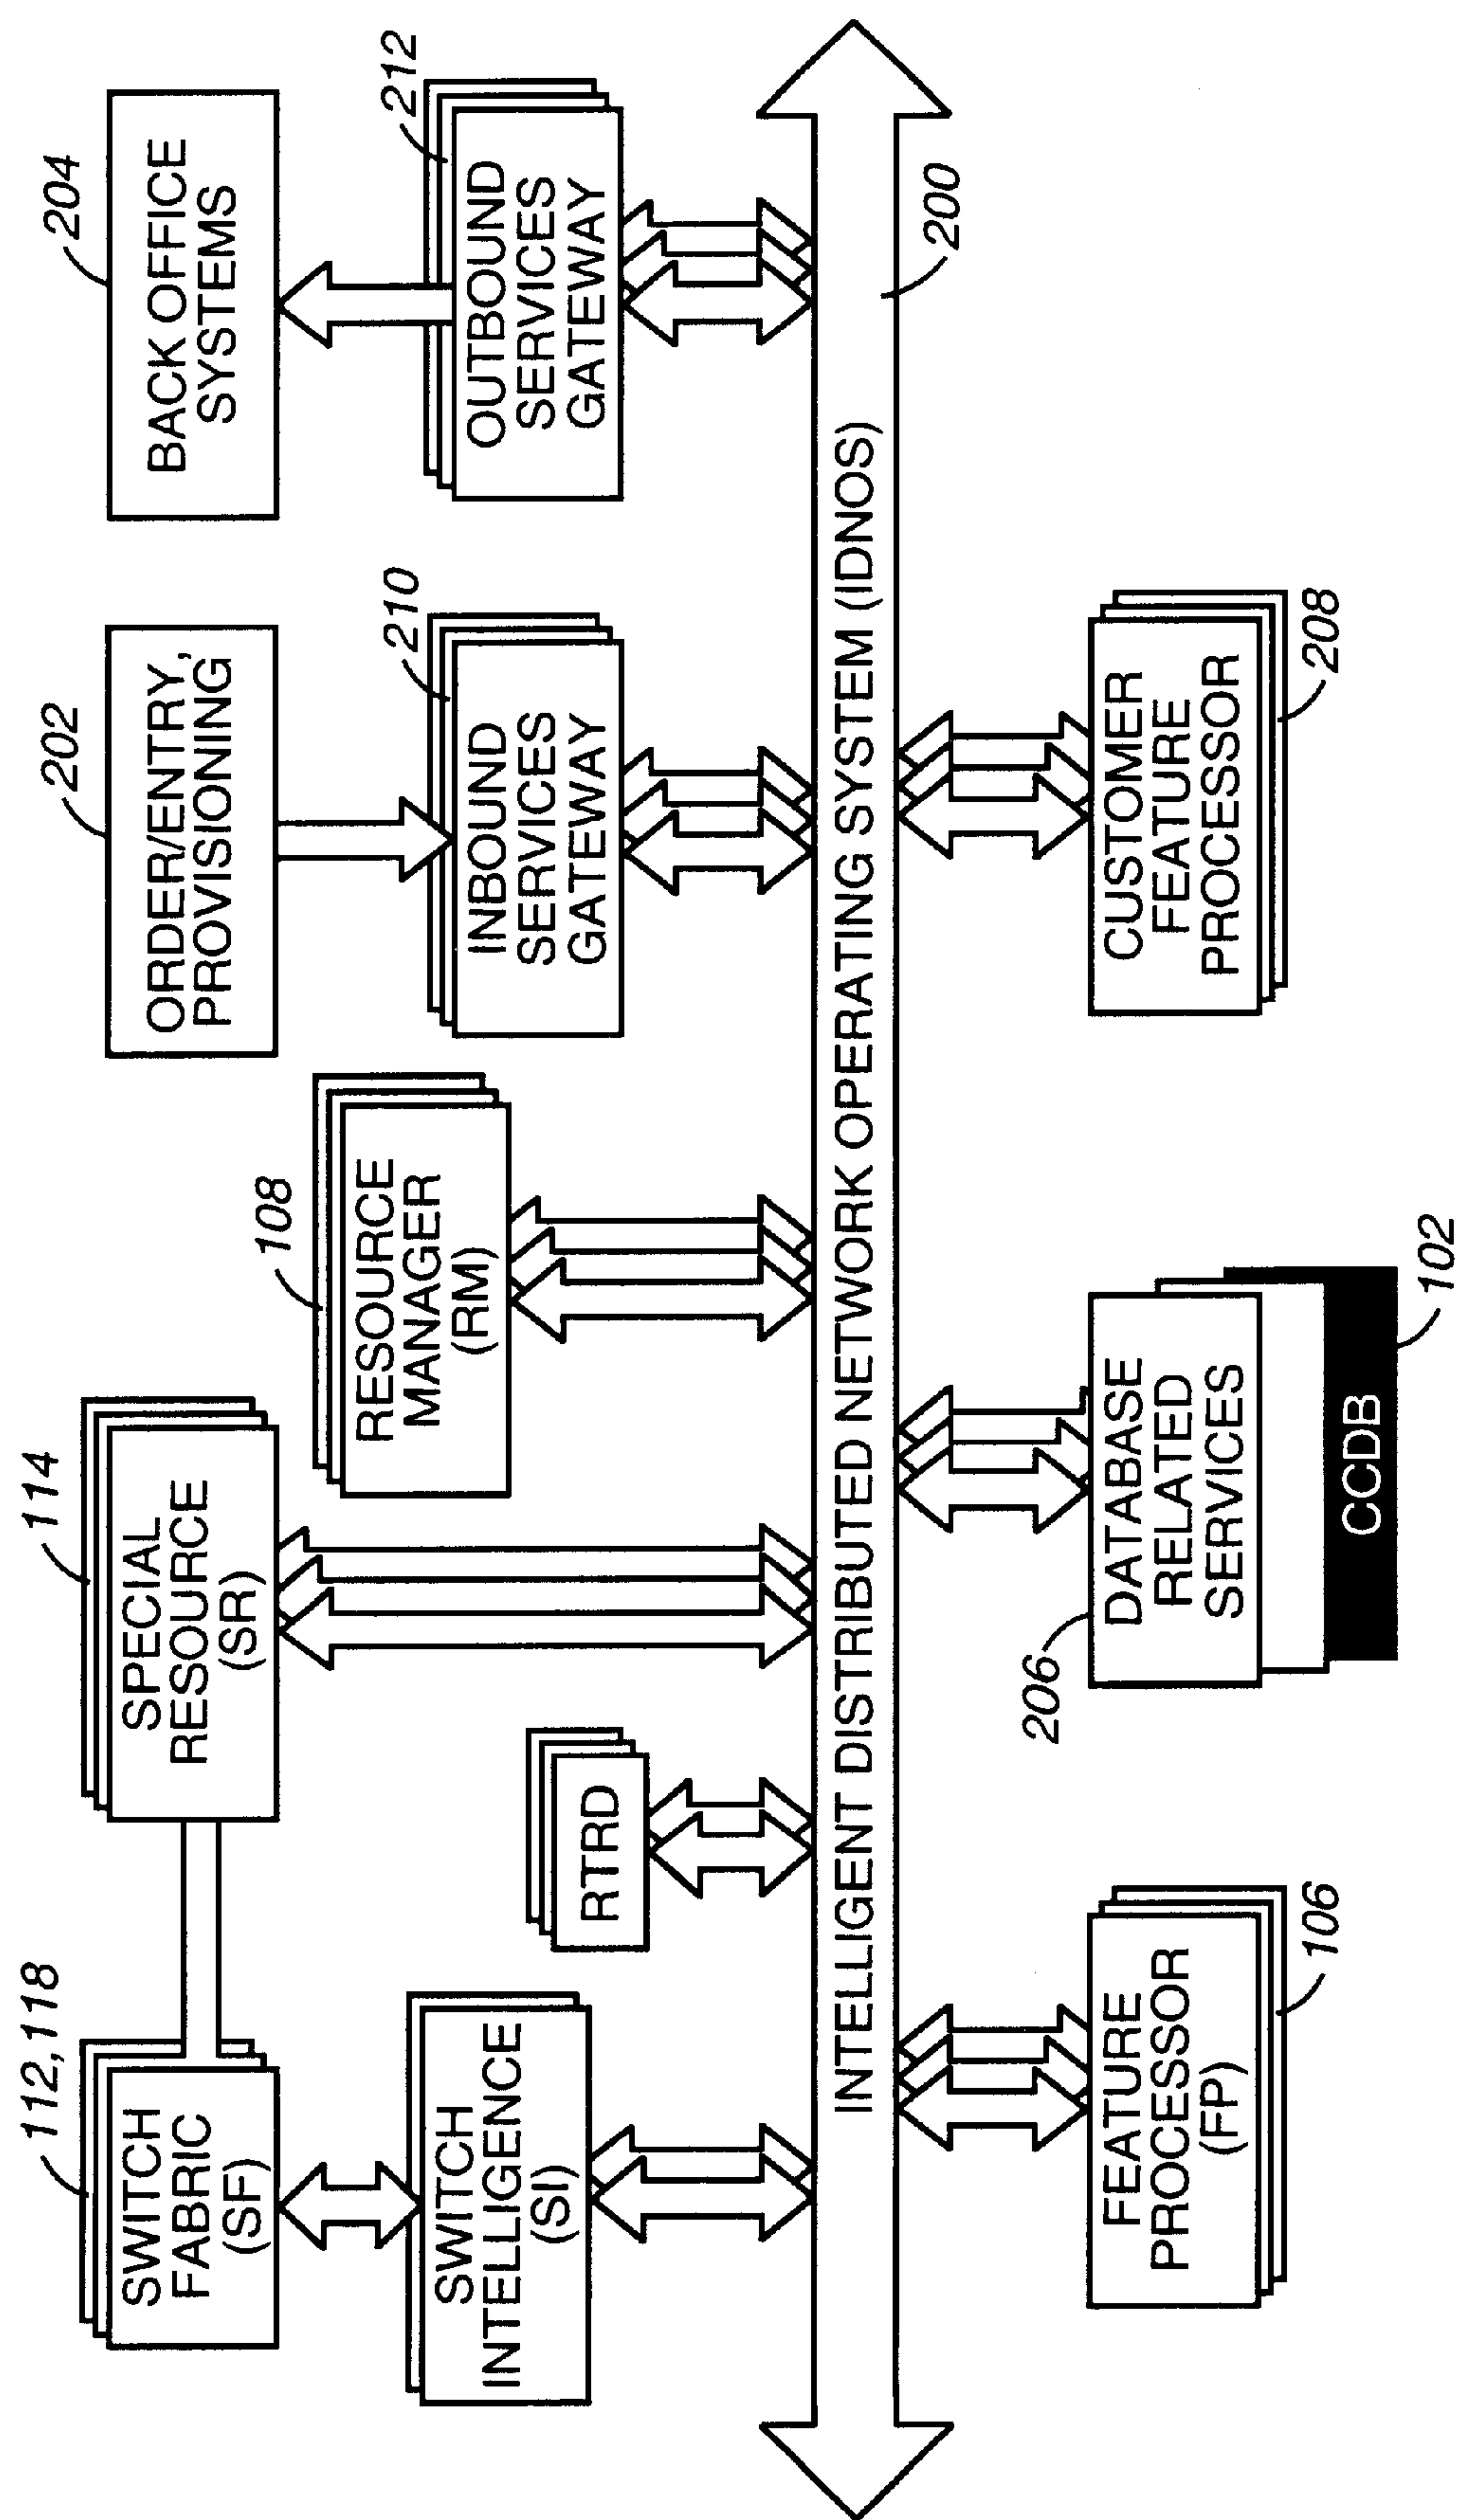 112,118
SWITCH
FABRIC
(SF)
114
SPECIAL
RESOURCE
(SR)
202
ORDER/ENTRY,
PROVISIONING
204
BACK OFFICE
SYSTEMS
108
RESOURCE
MANAGER
(RM)
SWITCH
INTELLIGENCE
(SI)
RTRD
210
INBOUND
SERVICES
GATEWAY
212
OUTBOUND
SERVICES
GATEWAY
INTELLIGENT DISTRIBUTED NETWORK OPERATING SYSTEM (IDNOS)
200
FEATURE
PROCESSOR
(FP)
106
206
DATABASE
RELATED
SERVICES
CCDB
102
CUSTOMER
FEATURE
PROCESSOR
208